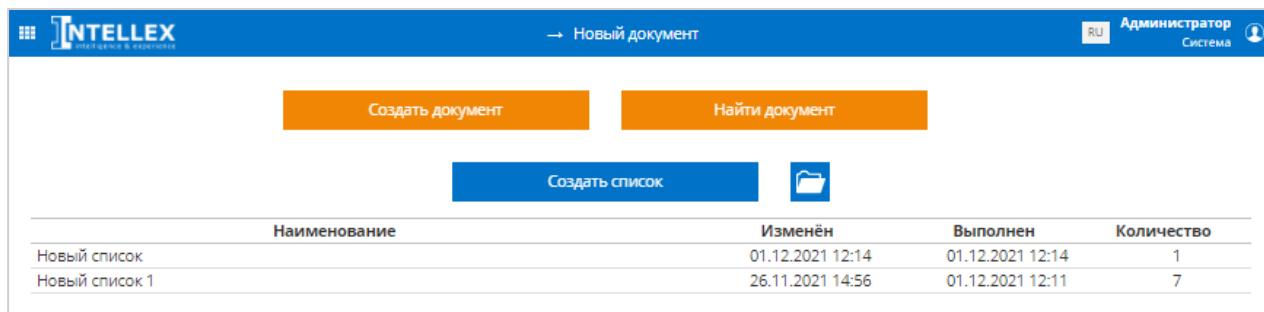 INTELLEX
intelligence & experience
→ Новый документ
RU
Администратор
Система
Создать документ
Найти документ
Создать список
Наименование Изменён Выполнен Количество
Новый список 01.12.2021 12:14 01.12.2021 12:14 1
Новый список 1 26.11.2021 14:56 01.12.2021 12:11 7